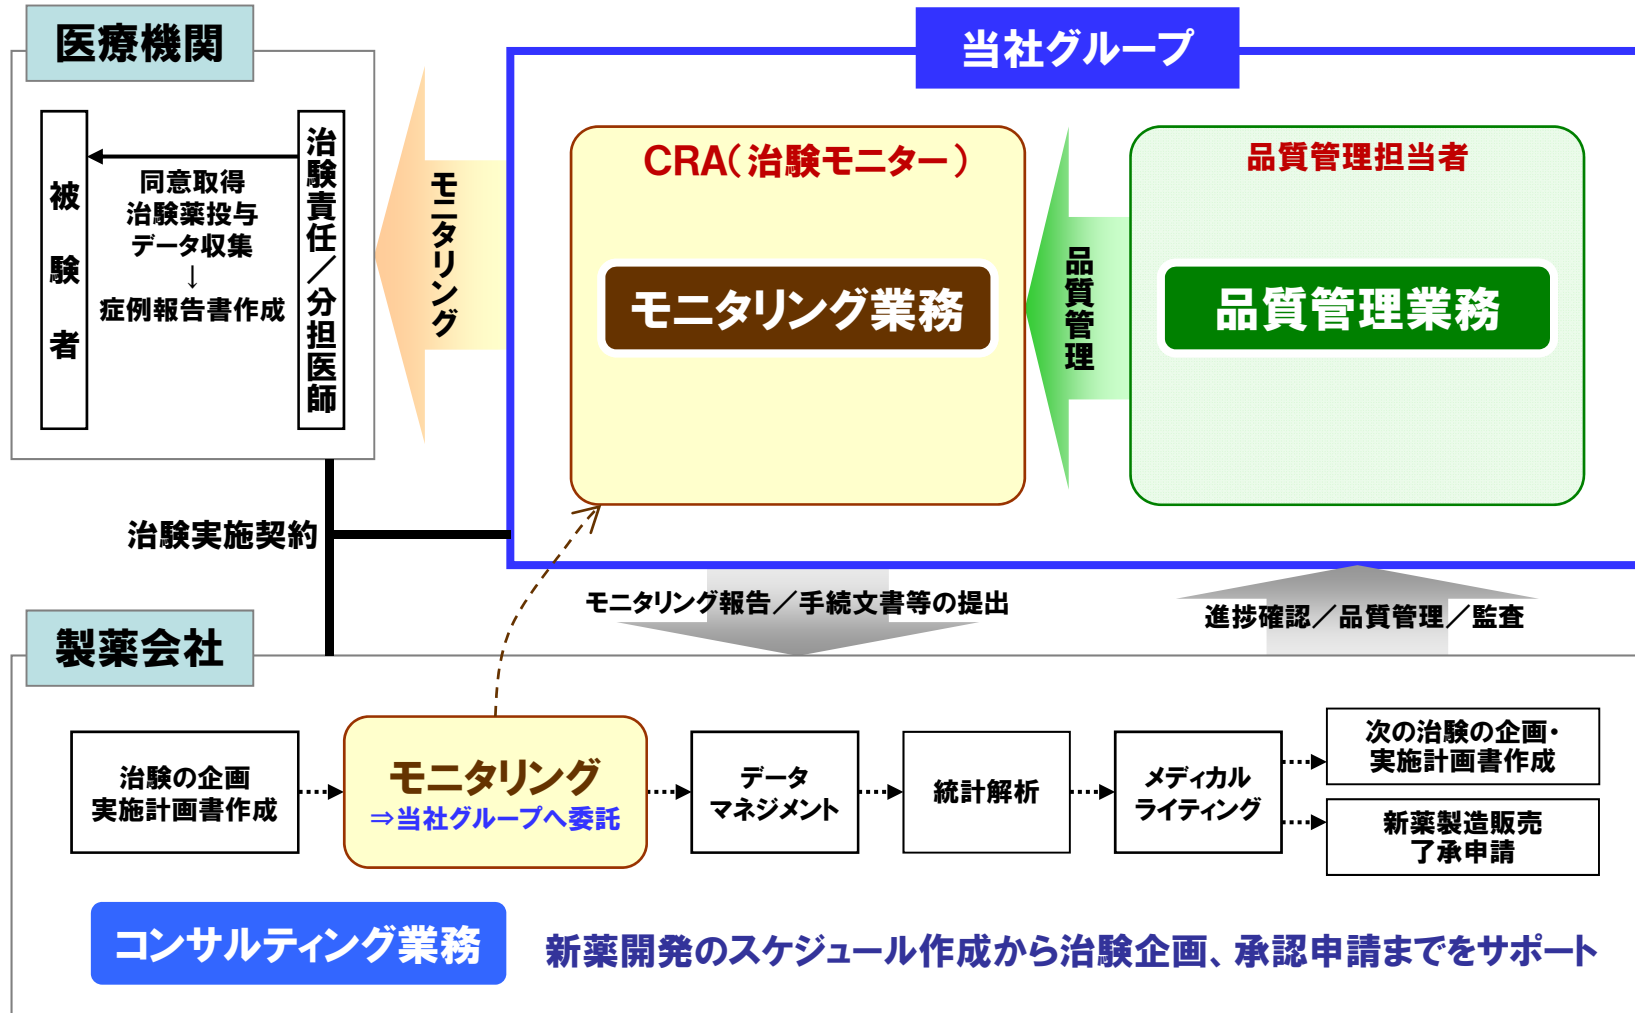 医療機関
当社グループ
被験者
同意取得
治験薬投与
データ収集
↓
症例報告書作成
治験責任／分担医師
モニタリング
CRA（治験モニター）
モニタリング業務
品質管理
品質管理担当者
品質管理業務
治験実施契約
モニタリング報告／手続文書等の提出
進捗確認／品質管理／監査
製薬会社
治験の企画
実施計画書作成
モニタリング
⇒当社グループへ委託
データ
マネジメント
統計解析
メディカル
ライティング
次の治験の企画・
実施計画書作成
新薬製造販売
了承申請
コンサルティング業務
新薬開発のスケジュール作成から治験企画、承認申請までをサポート